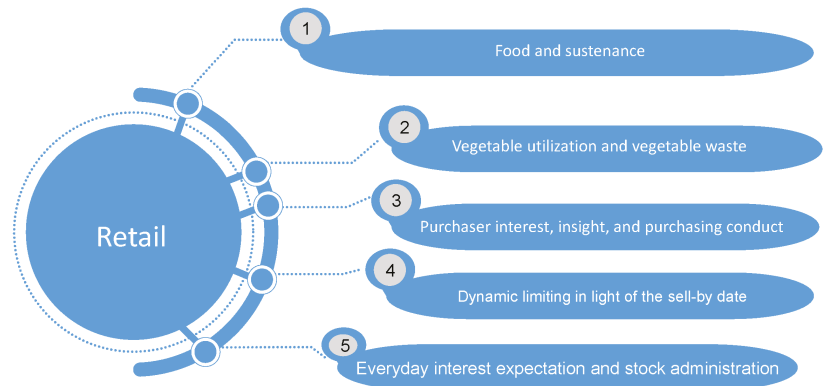 1
Food and sustenance
2
Vegetable utilization and vegetable waste
3
Purchaser interest, insight, and purchasing conduct
Retail
4
Dynamic limiting in light of the sell-by date
5
Everyday interest expectation and stock administration